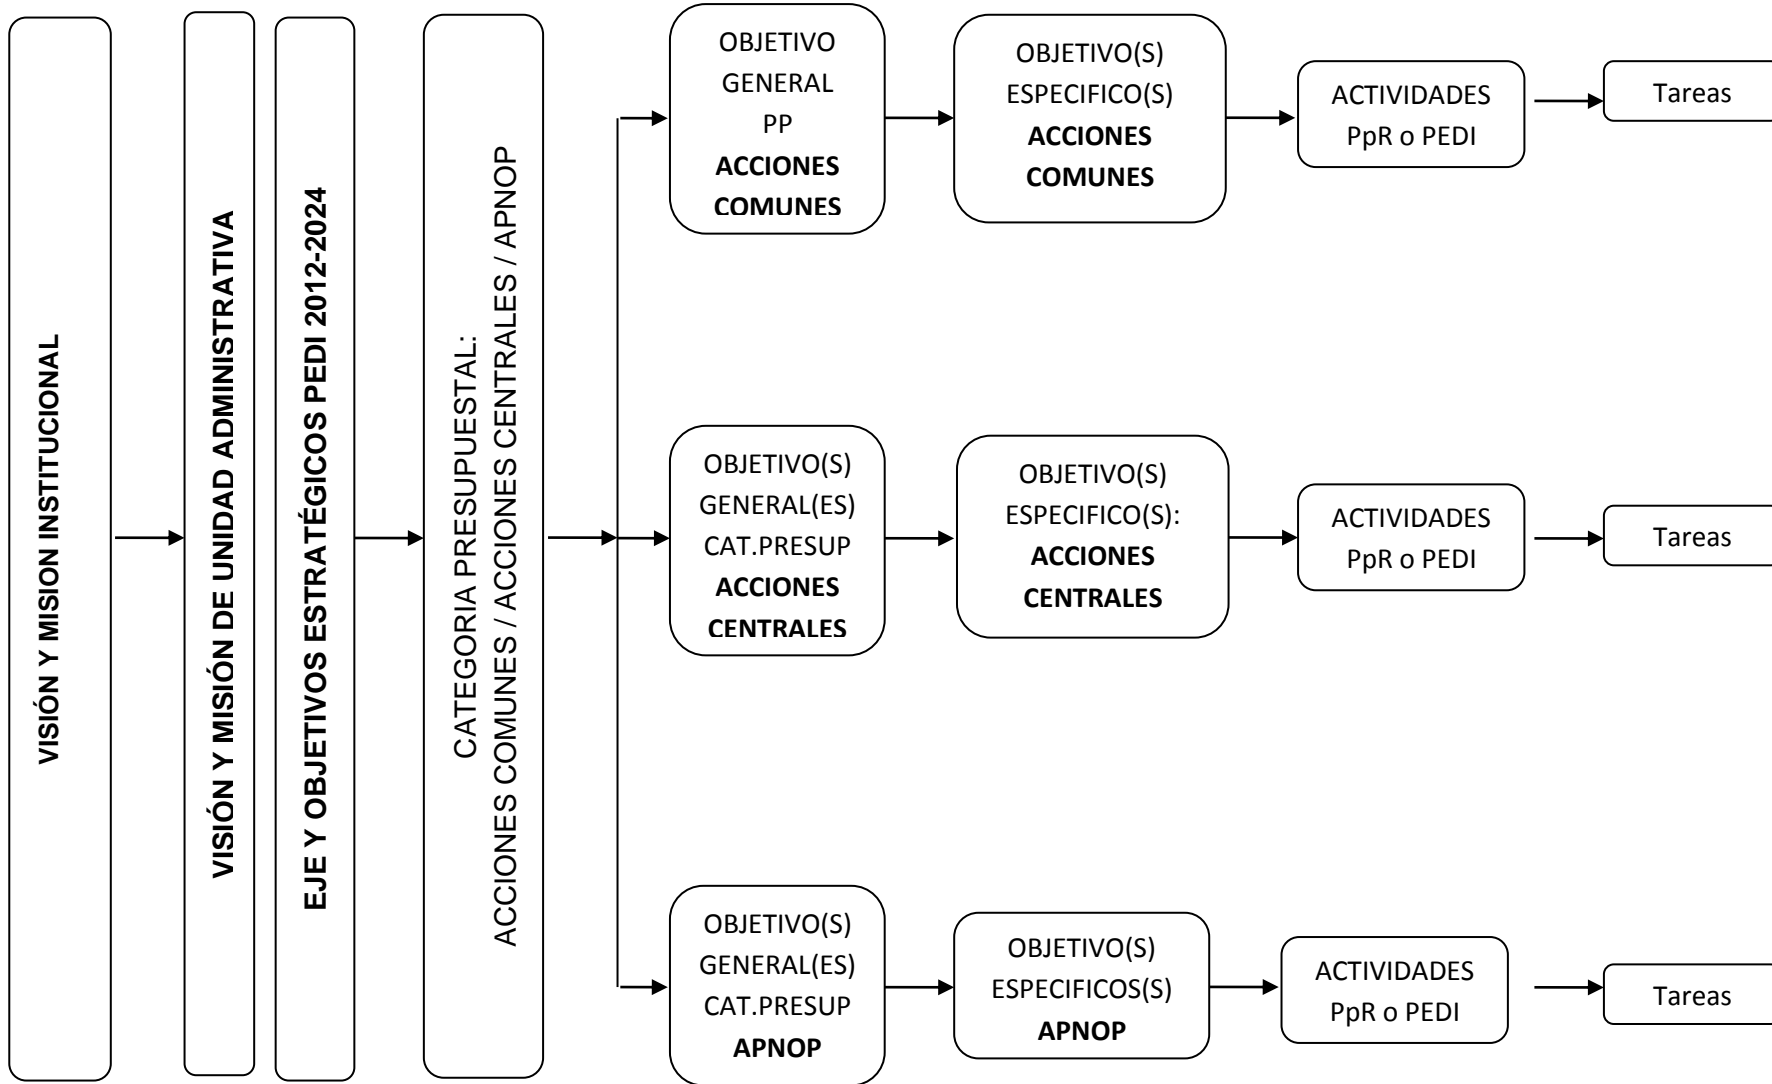 VISIÓN Y MISION INSTITUCIONAL
VISIÓN Y MISIÓN DE UNIDAD ADMINISTRATIVA
EJE Y OBJETIVOS ESTRATÉGICOS PEDI 2012-2024
CATEGORIA PRESUPUESTAL:
ACCIONES COMUNES / ACCIONES CENTRALES / APNOP
OBJETIVO
GENERAL
PP
ACCIONES
COMUNES
OBJETIVO(S)
ESPECIFICO(S)
ACCIONES
COMUNES
ACTIVIDADES
PpR o PEDI
Tareas
OBJETIVO(S)
GENERAL(ES)
CAT.PRESUP
ACCIONES
CENTRALES
OBJETIVO(S)
ESPECIFICO(S):
ACCIONES
CENTRALES
ACTIVIDADES
PpR o PEDI
Tareas
OBJETIVO(S)
GENERAL(ES)
CAT.PRESUP
APNOP
OBJETIVO(S)
ESPECIFICOS(S)
APNOP
ACTIVIDADES
PpR o PEDI
Tareas